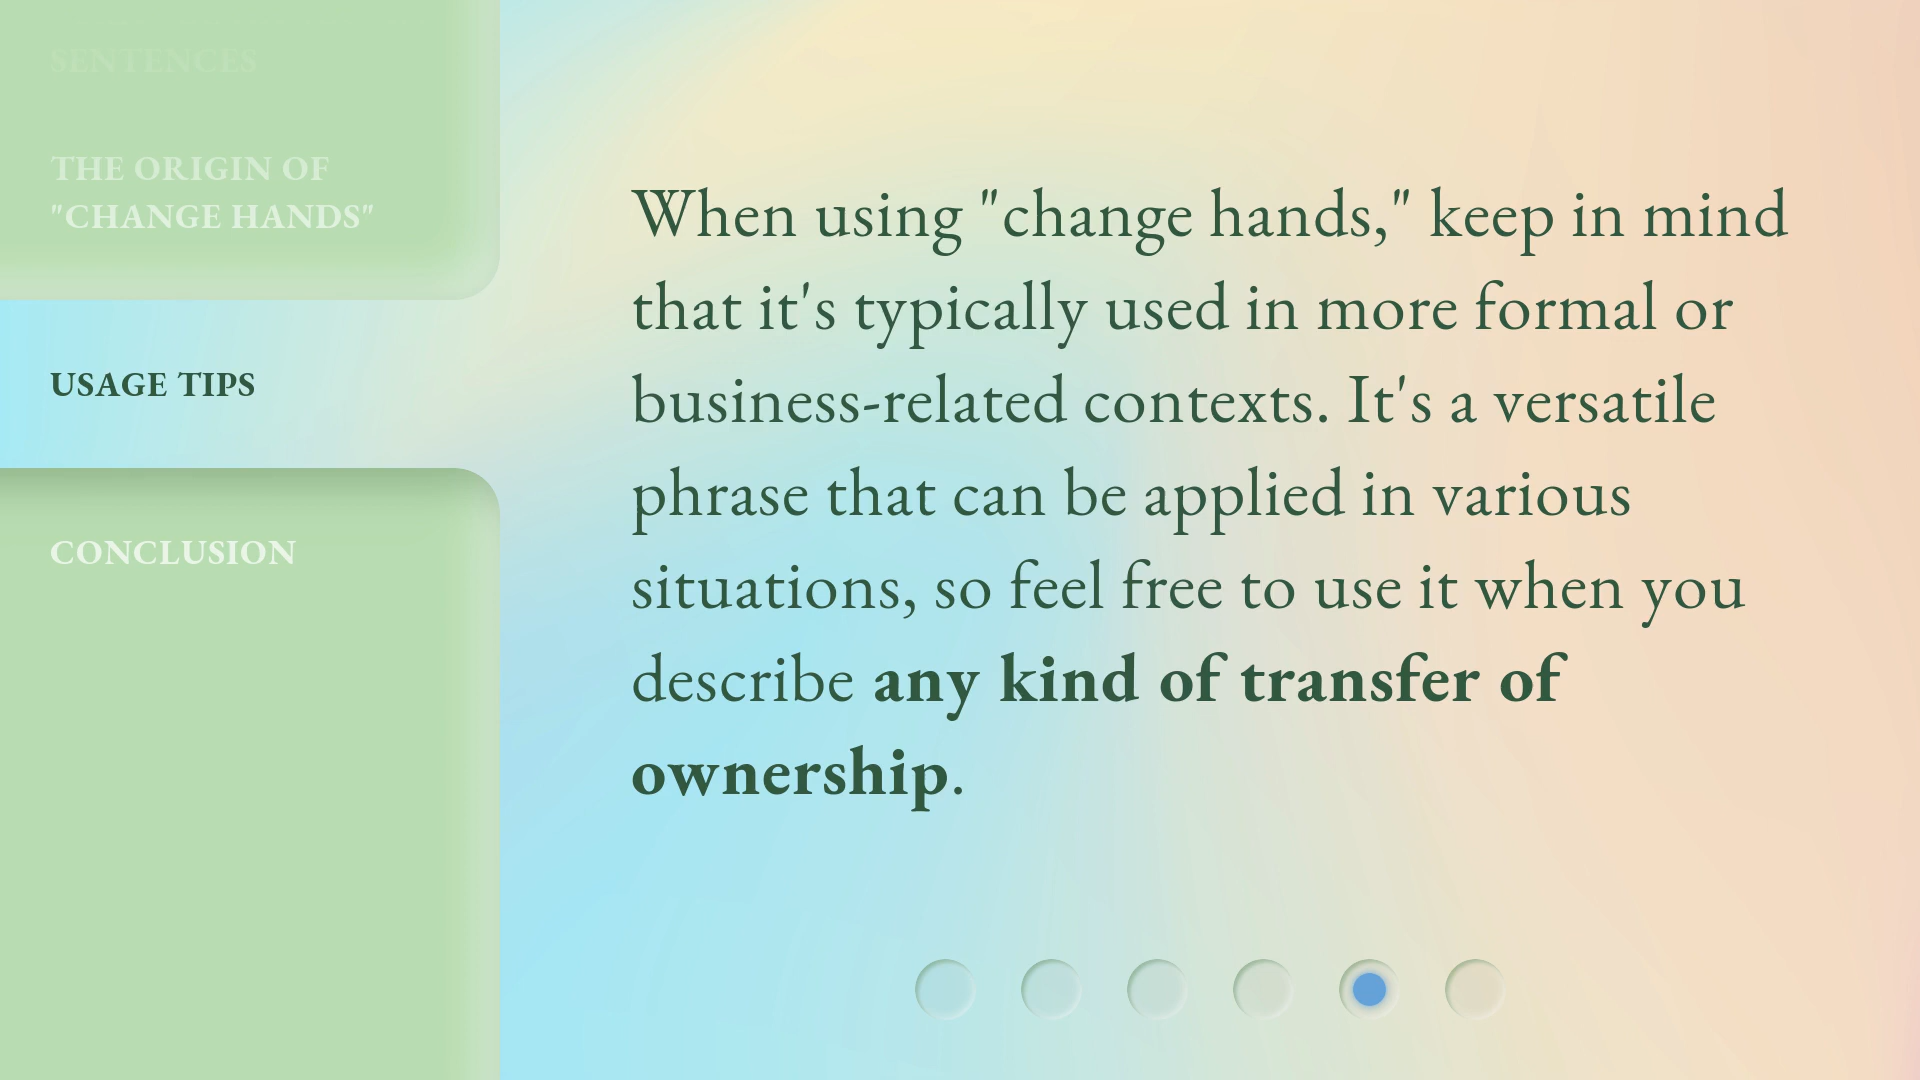 SENTENCES
THE ORIGIN OF
"CHANGE HANDS"
USAGE TIPS
CONCLUSION
When using "change hands," keep in mind
that it's typically used in more formal or
business-related contexts. It's a versatile
phrase that can be applied in various
situations, so feel free to use it when you
describe any kind of transfer of
ownership.